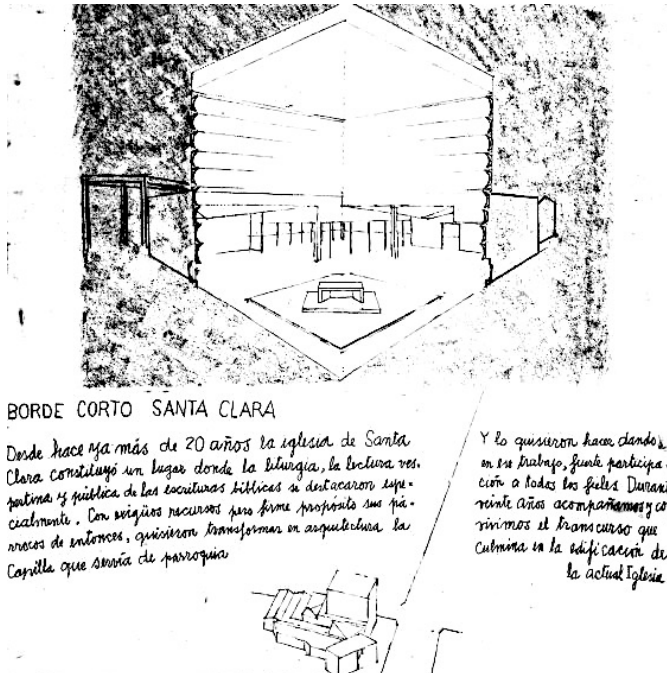 BORDE CORTO SANTA CLARA
Desde hace ya más de 20 años la iglesia de Santa
Clara constituyó un lugar donde la liturgia, la lectura ves-
pertina y pública de las escrituras bíblicas se destacaron espe-
cialmente. Con exigüos recursos pero firme propósito sus pá-
rrocos de entonces, quisieron transformar en arquitectura la
Capilla que servía de parroquia
Y lo quisieron hacer dando
en ese trabajo, fuerte participa
ción a todos los fieles Durant
veinte años acompañamos y co
vivimos el transcurso que
culmina en la edificación de
la actual Iglesia